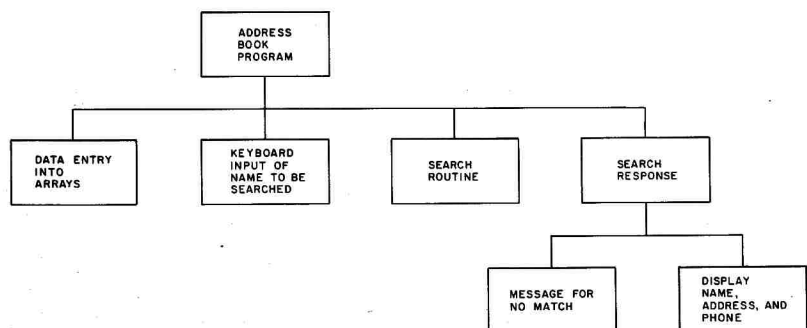 ADDRESS
BOOK
PROGRAM
DATA ENTRY
INTO
ARRAYS
KEYBOARD
INPUT OF
NAME TO BE
SEARCHED
SEARCH
ROUTINE
SEARCH
RESPONSE
MESSAGE FOR
NO MATCH
DISPLAY
NAME,
ADDRESS, AND
PHONE